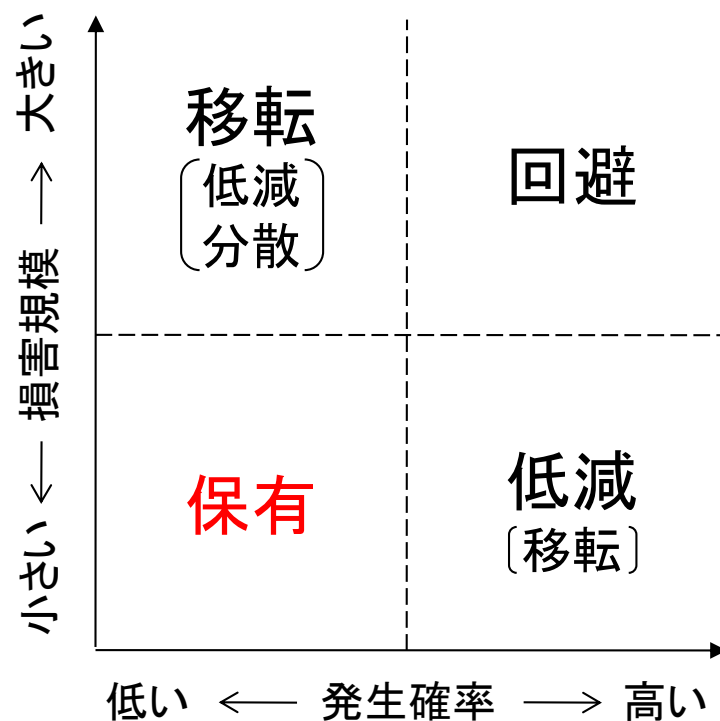 大きい
↑
損害規模
↓
小さい
移転
低減
分散
回避
保有
低減
〔移転〕
低い ← 発生確率 → 高い